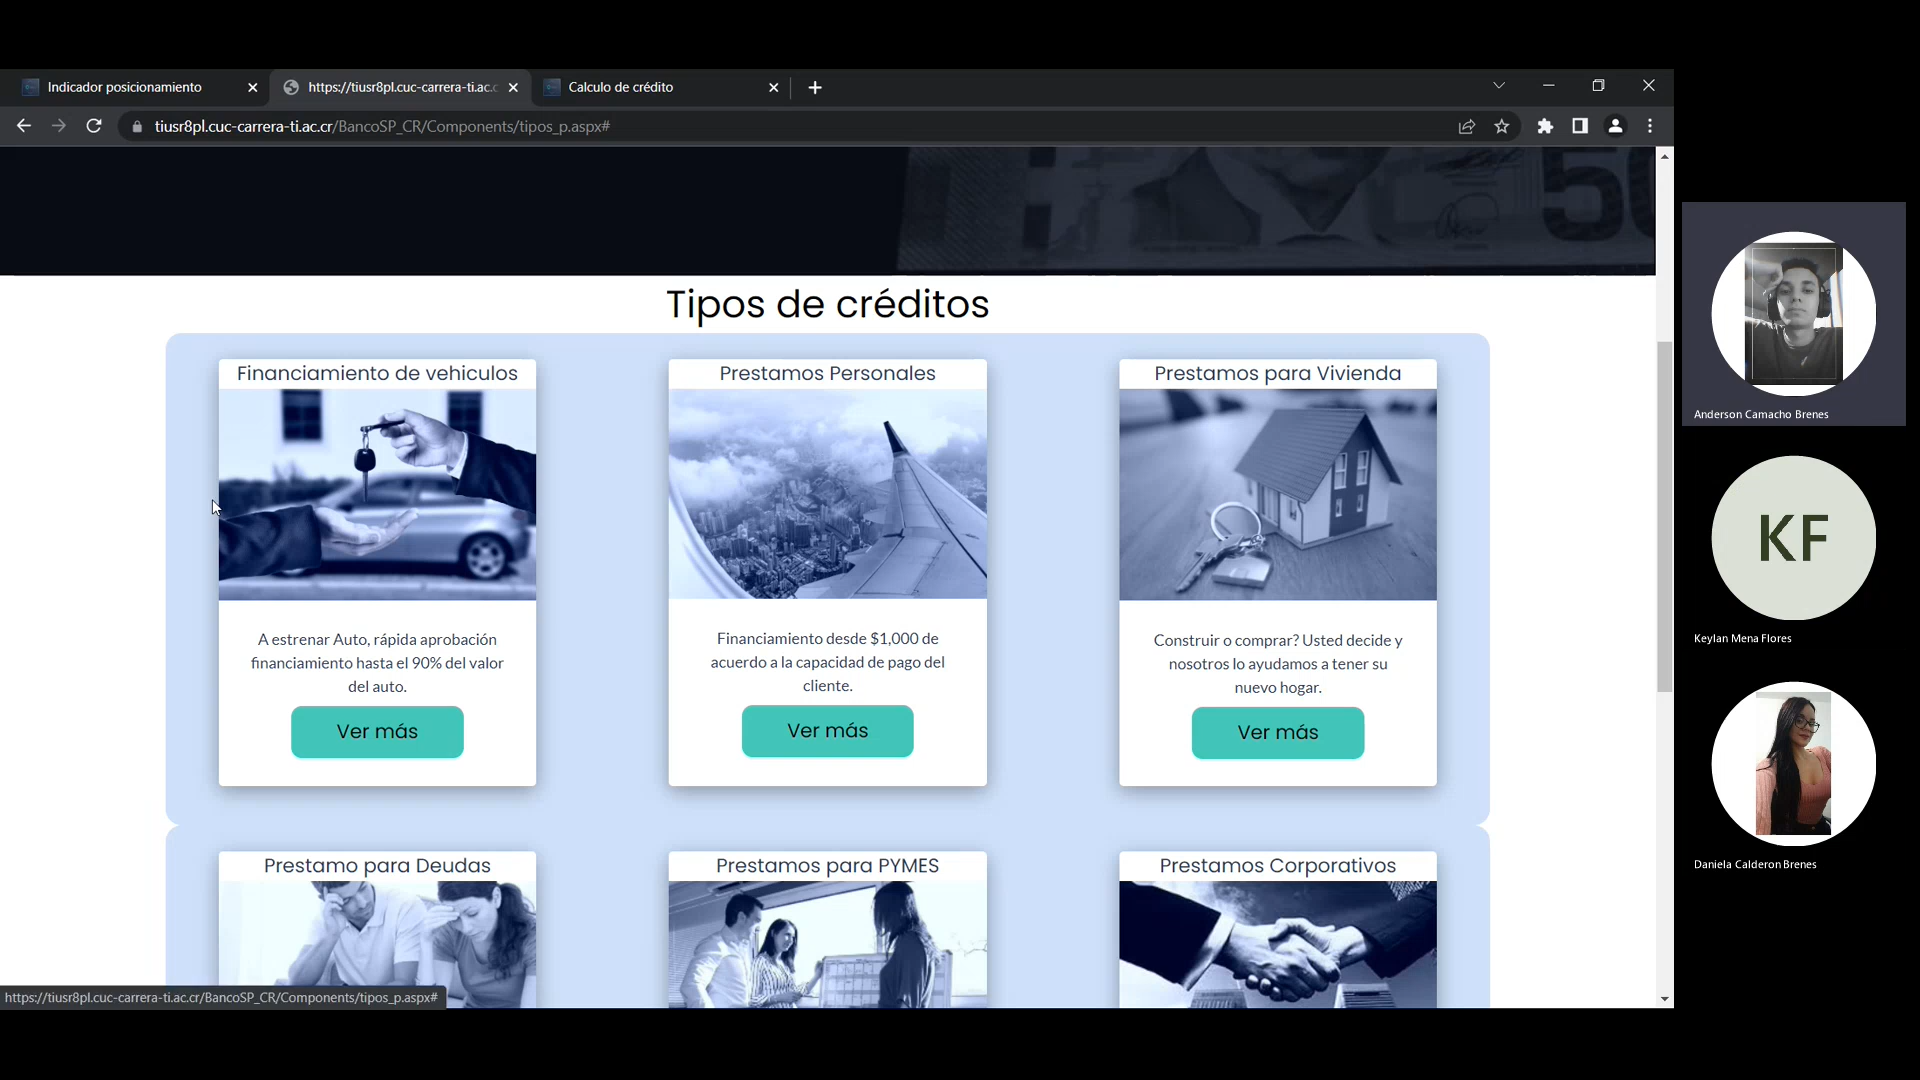 Indicador posicionamiento
https://tiusr8pl.cuc-carrera-ti.ac.c
Calculo de crédito
tiusr8pl.cuc-carrera-ti.ac.cr/BancoSP_CR/Components/tipos_p.aspx#
50
Tipos de créditos
Financiamiento de vehiculos
Prestamos Personales
Prestamos para Vivienda
A estrenar Auto, rápida aprobación
financiamiento hasta el 90% del valor
del auto.
Financiamiento desde $1,000 de
acuerdo a la capacidad de pago del
cliente.
Construir o comprar? Usted decide y
nosotros lo ayudamos a tener su
nuevo hogar.
Ver más
Ver más
Ver más
Prestamo para Deudas
Prestamos para PYMES
Prestamos Corporativos
https://tiusr8pl.cuc-carrera-ti.ac.cr/BancoSP_CR/Components/tipos_p.aspx#
Anderson Camacho Brenes
KF
Keylan Mena Flores
Daniela Calderon Brenes